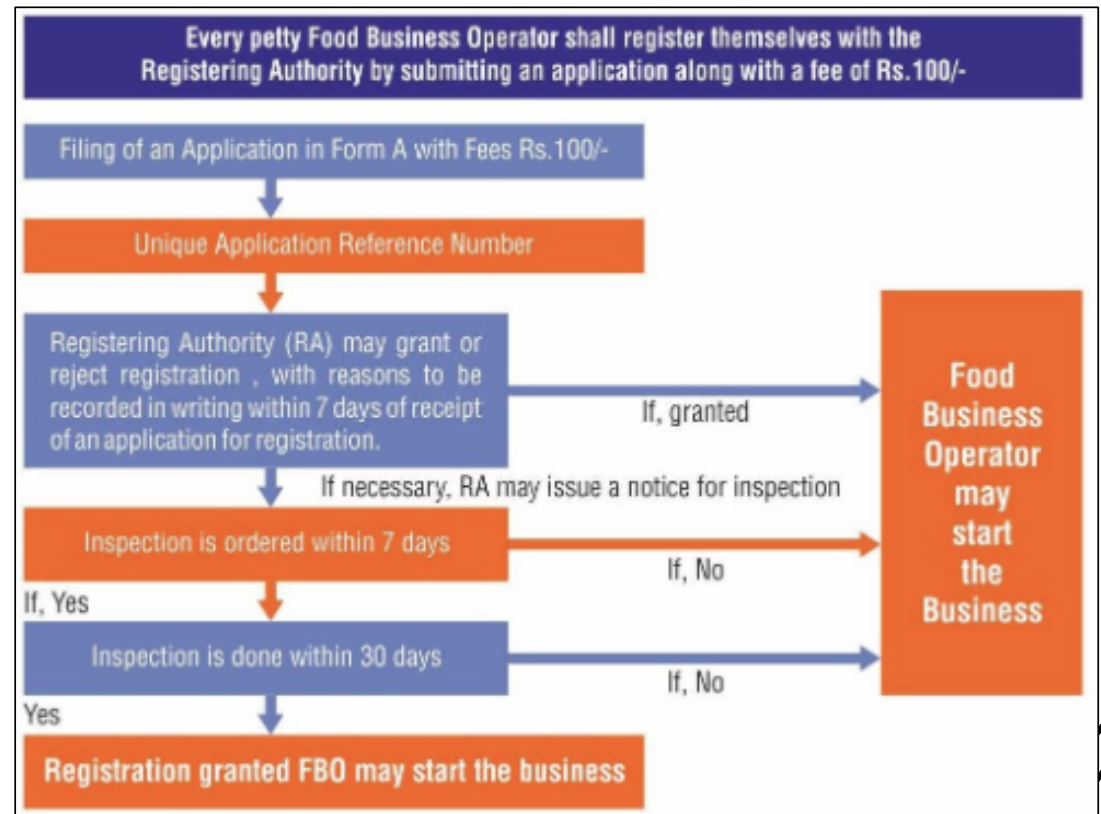 Every petty Food Business Operator shall register themselves with the
Registering Authority by submitting an application along with a fee of Rs.100/-
Filing of an Application in Form A with Fees Rs.100/-
Unique Application Reference Number
Registering Authority (RA) may grant or
reject registration , with reasons to be
recorded in writing within 7 days of receipt
of an application for registration.
If, granted
If necessary, RA may issue a notice for inspection
Inspection is ordered within 7 days
If, No
If, Yes
Inspection is done within 30 days
If, No
Yes
Registration granted FBO may start the business
Food
Business
Operator
may
start
the
Business